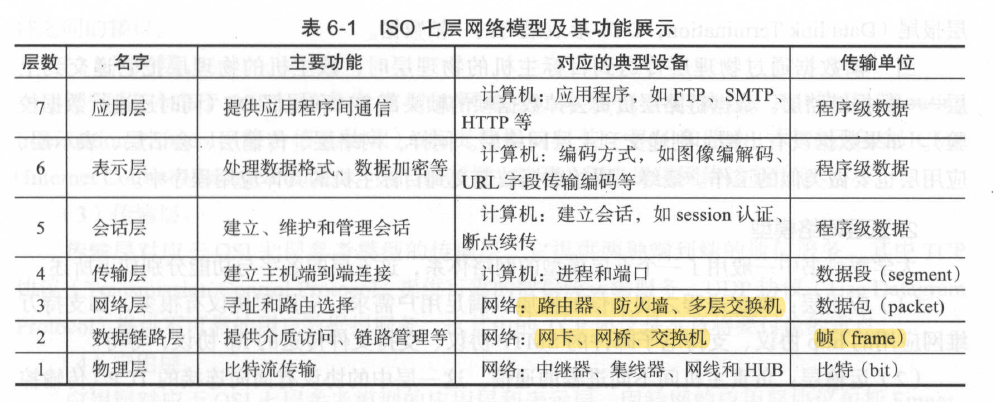 表 6-1 ISO 七层网络模型及其功能展示
层数 名字 主要功能 对应的典型设备 传输单位
7 应用层 提供应用程序间通信 计算机：应用程序，如 FTP、SMTP、
HTTP 等 程序级数据
6 表示层 处理数据格式、数据加密等 计算机：编码方式，如图像编解码、
URL 字段传输编码等 程序级数据
5 会话层 建立、维护和管理会话 计算机：建立会话，如 session 认证、
断点续传 程序级数据
4 传输层 建立主机端到端连接 计算机：进程和端口 数据段（segment）
3 网络层 寻址和路由选择 网络：路由器、防火墙、多层交换机 数据包（packet）
2 数据链路层 提供介质访问、链路管理等 网络：网卡、网桥、交换机 帧（frame）
1 物理层 比特流传输 网络：中继器、集线器、网线和 HUB 比特（bit）